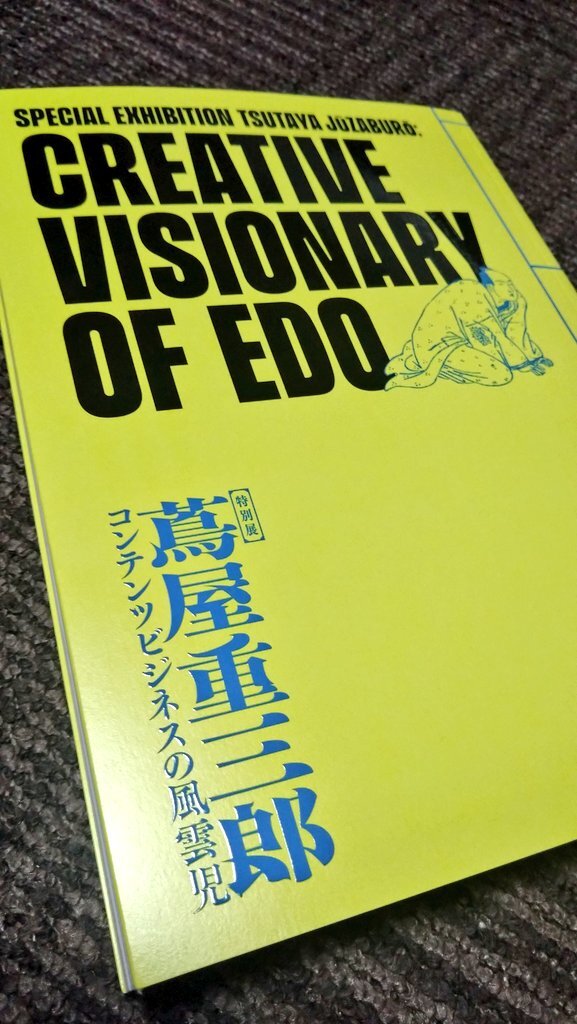 SPECIAL EXHIBITION TSUTAYA JŪZABURŌ:
CREATIVE
VISIONARY
OF EDO
特別展
蔦屋重三郎
コンテンツビジネスの風雲児